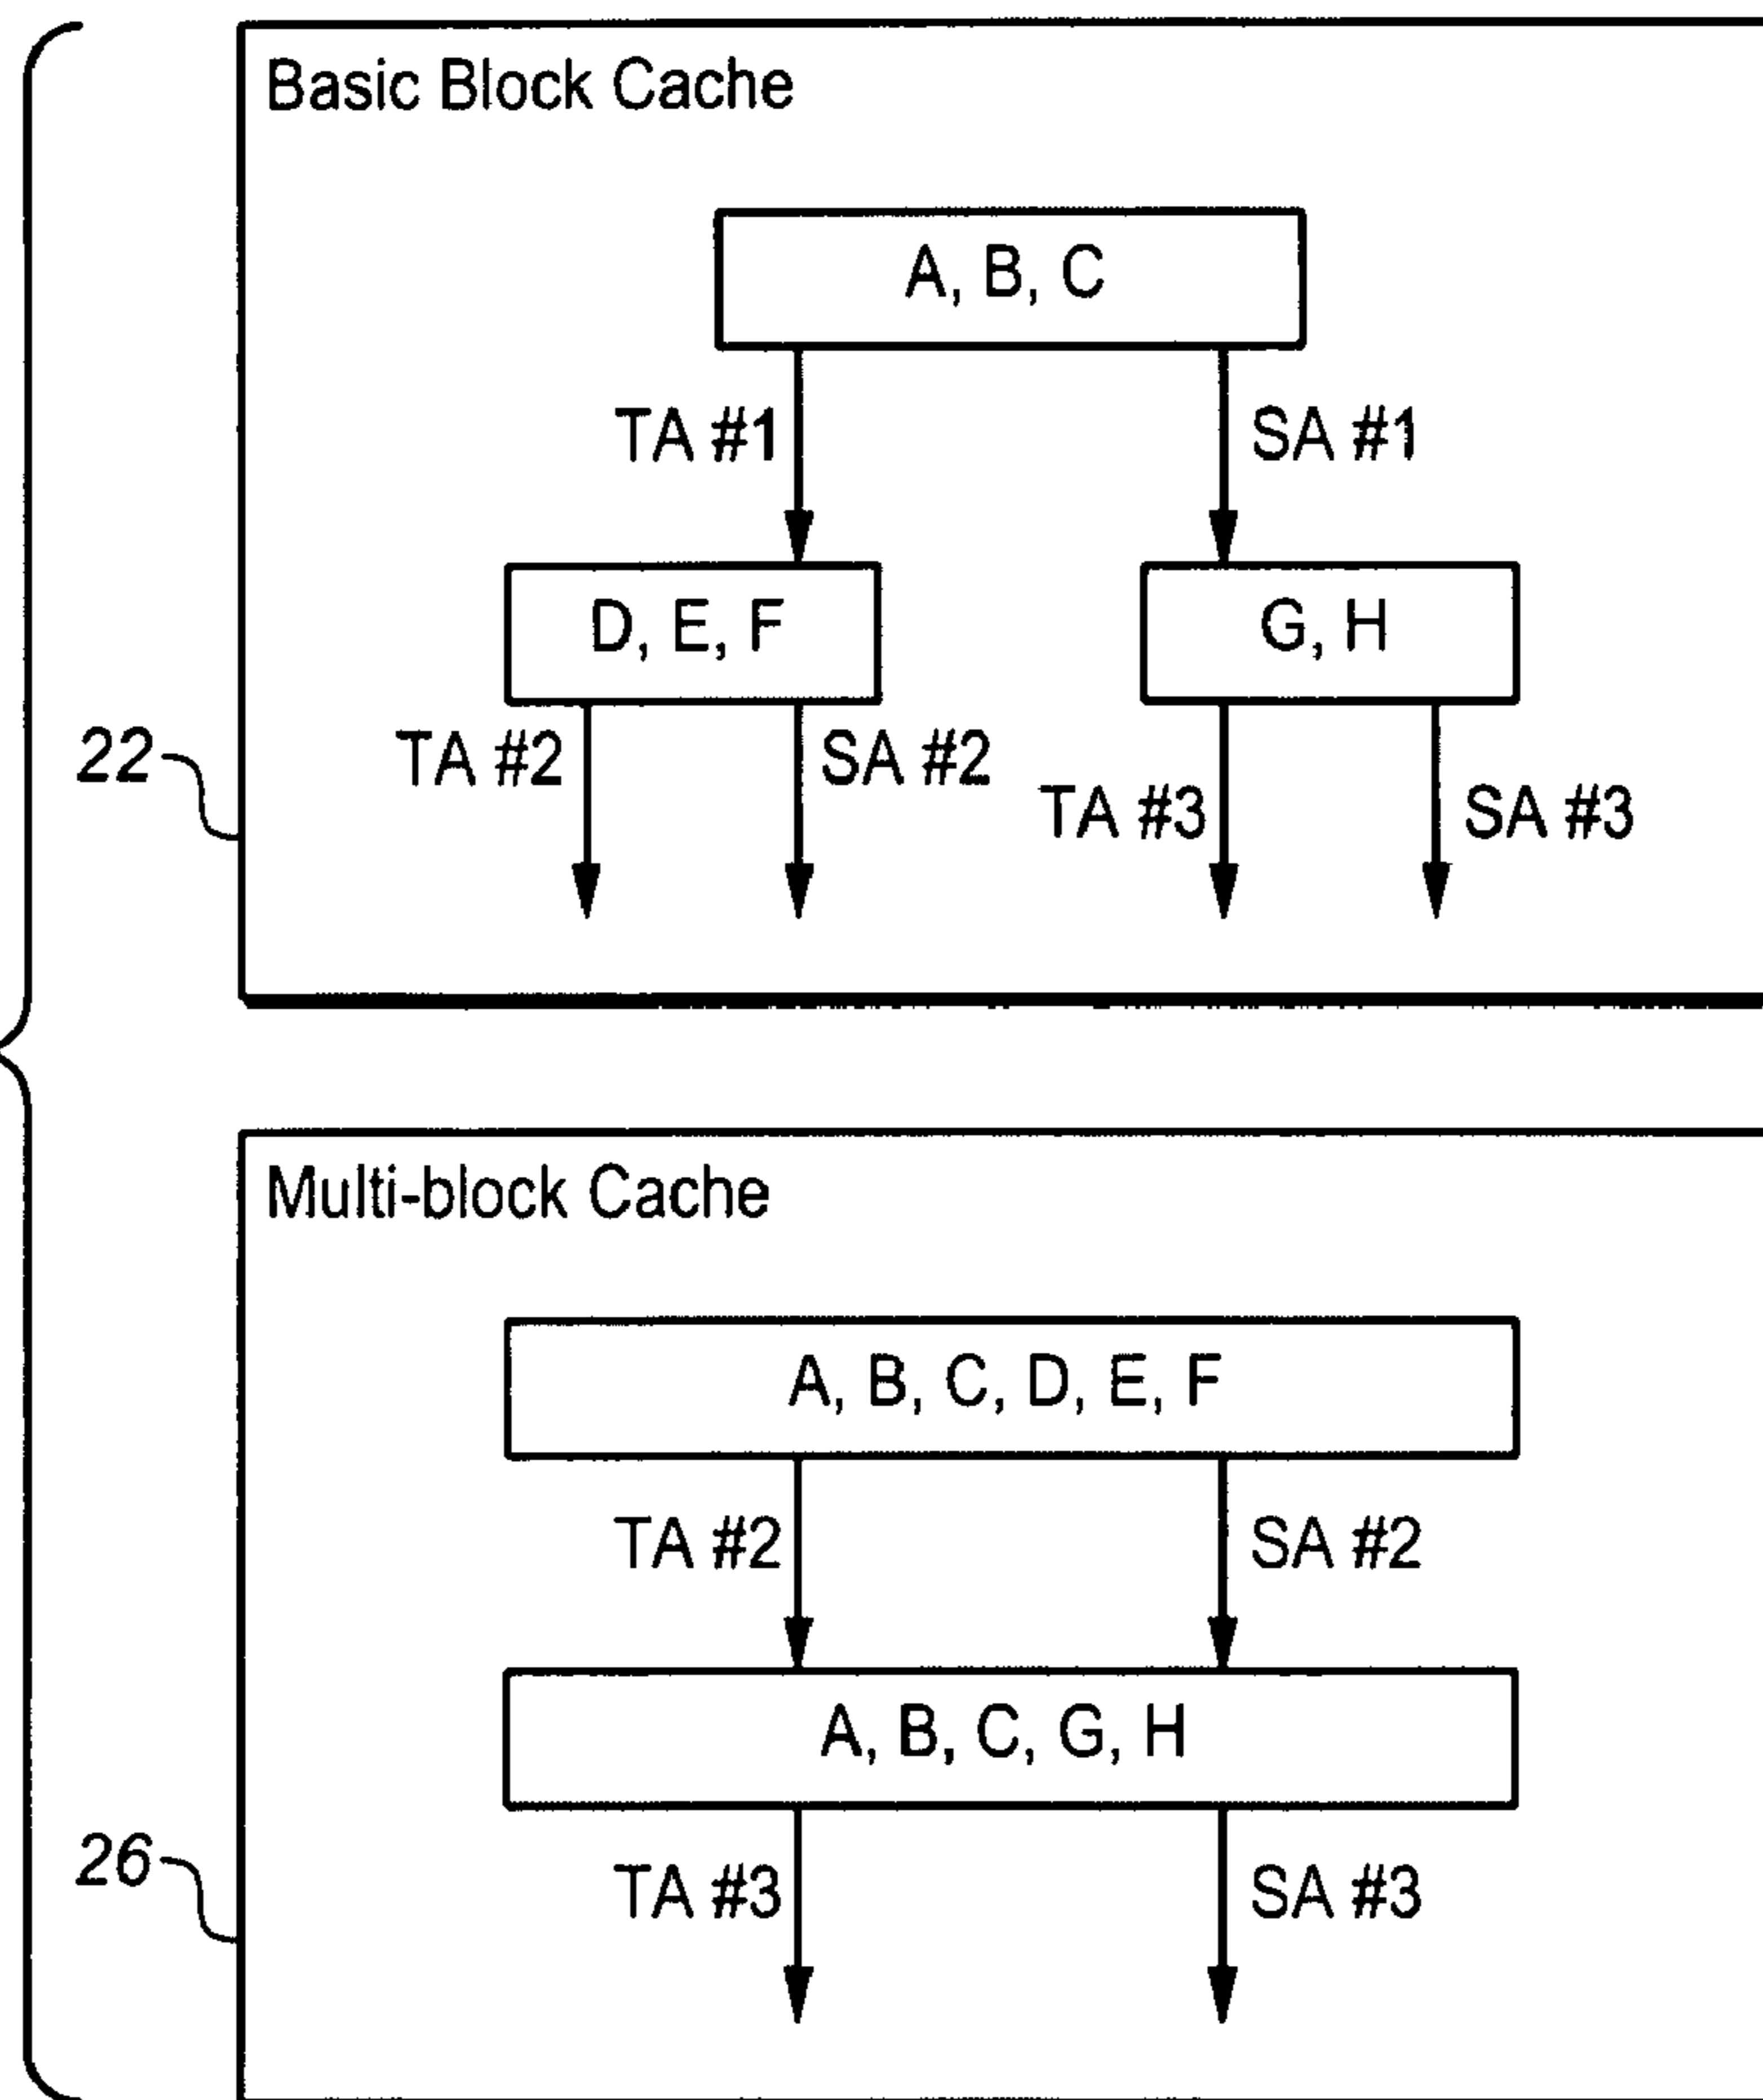 Basic Block Cache
A, B, C
TA #1 SA #1
D, E, F G, H
22 TA #2 SA #2
TA #3 SA #3
Multi-block Cache
A, B, C, D, E, F
TA #2 SA #2
A, B, C, G, H
26 TA #3 SA #3